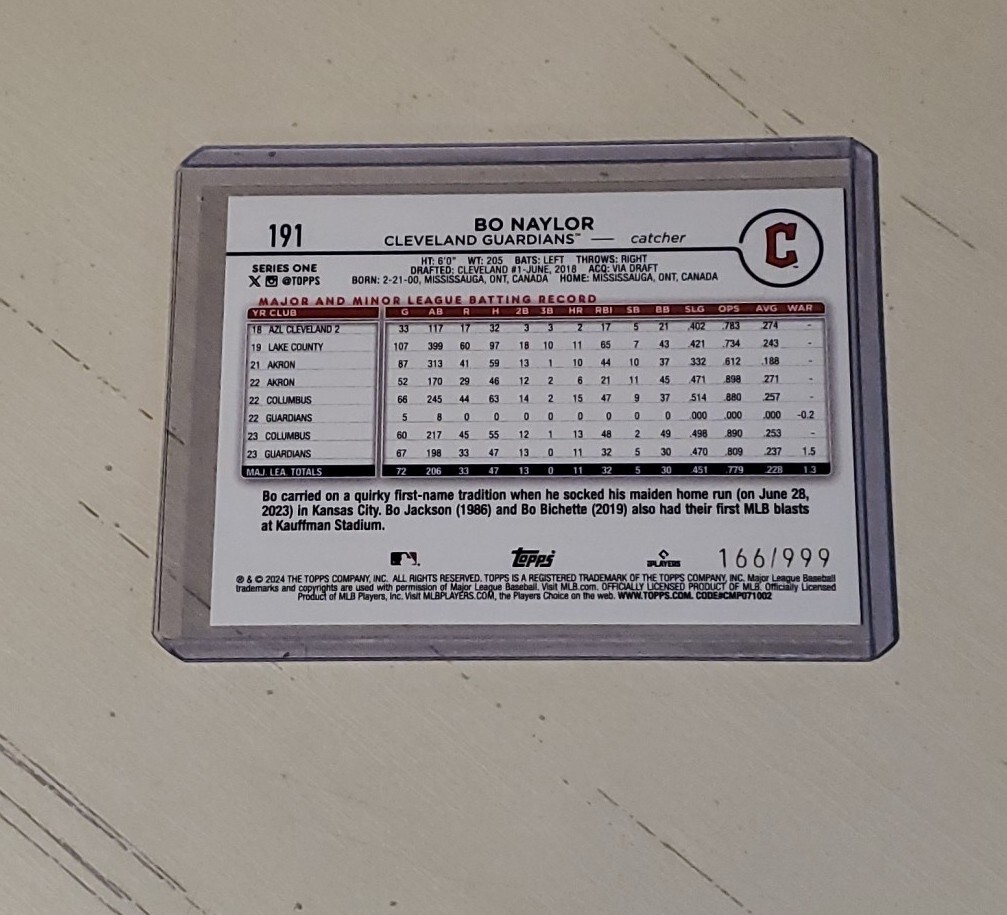 191
BO NAYLOR
CLEVELAND GUARDIANS™ — catcher
C
SERIES ONE
X @TOPPS
HT: 6'0" WT: 205 BATS: LEFT THROWS: RIGHT
DRAFTED: CLEVELAND #1-JUNE, 2018 ACQ: VIA DRAFT
BORN: 2-21-00, MISSISSAUGA, ONT, CANADA HOME: MISSISSAUGA, ONT, CANADA
MAJOR AND MINOR LEAGUE BATTING RECORD
YR CLUB G AB R H 2B 3B HR RBI SB BB SLG OPS AVG WAR
18 AZL CLEVELAND 2 33 117 17 32 3 3 2 17 5 21 .402 .783 .274 -
19 LAKE COUNTY 107 399 60 97 18 10 11 65 7 43 .421 .734 .243 -
21 AKRON 87 313 41 59 13 1 10 44 10 37 .332 .612 .188 -
22 AKRON 52 170 29 46 12 2 6 21 11 45 .471 .898 .271 -
22 COLUMBUS 66 245 44 63 14 2 15 47 9 37 .514 .880 .257 -
22 GUARDIANS 5 8 0 0 0 0 0 0 0 0 .000 .000 .000 -0.2
23 COLUMBUS 60 217 45 55 12 1 13 48 2 49 .498 .890 .253 -
23 GUARDIANS 67 198 33 47 13 0 11 32 5 30 .470 .809 .237 1.5
MAJ. LEA. TOTALS 72 206 33 47 13 0 11 32 5 30 .451 .779 .228 1.3
Bo carried on a quirky first-name tradition when he socked his maiden home run (on June 28,
2023) in Kansas City. Bo Jackson (1986) and Bo Bichette (2019) also had their first MLB blasts
at Kauffman Stadium.
Topps
PLAYERS
166/999
® & © 2024 THE TOPPS COMPANY, INC. ALL RIGHTS RESERVED. TOPPS IS A REGISTERED TRADEMARK OF THE TOPPS COMPANY, INC. Major League Baseball
trademarks and copyrights are used with permission of Major League Baseball. Visit MLB.com. OFFICIALLY LICENSED PRODUCT OF MLB. Officially Licensed
Product of MLB Players, Inc. Visit MLBPLAYERS.COM, the Players Choice on the web. WWW.TOPPS.COM. CODE#CMP071002